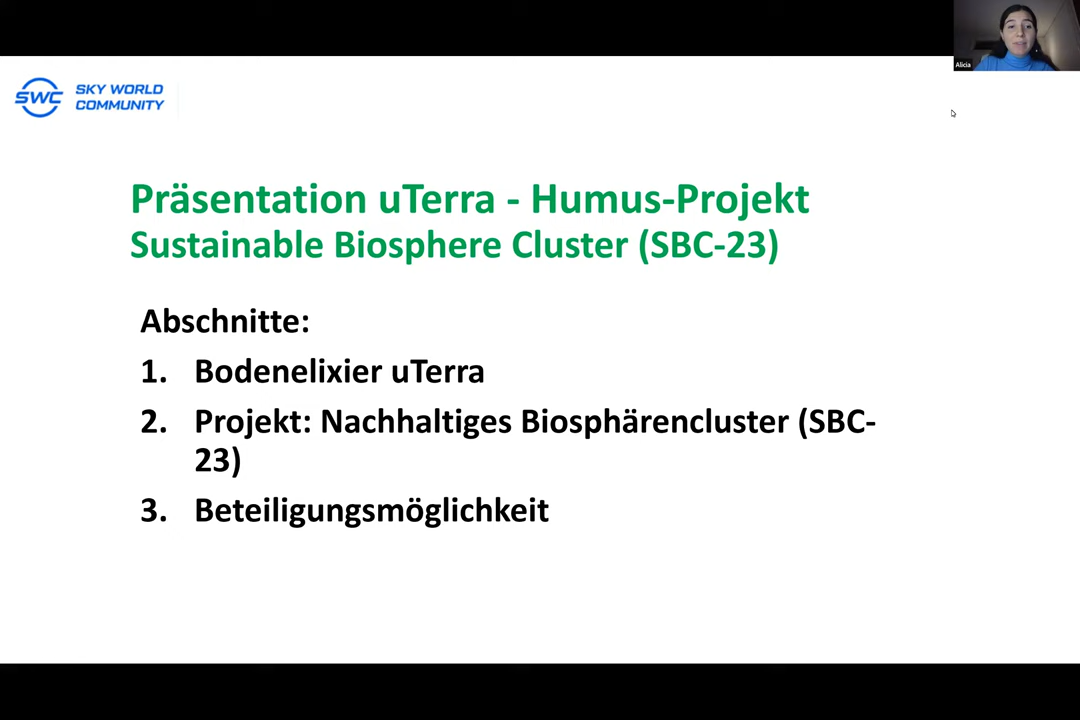 Alicia
SWC
SKY WORLD
COMMUNITY
Präsentation uTerra - Humus-Projekt
Sustainable Biosphere Cluster (SBC-23)
Abschnitte:
1. Bodenelixier uTerra
2. Projekt: Nachhaltiges Biosphärencluster (SBC-
23)
3. Beteiligungsmöglichkeit